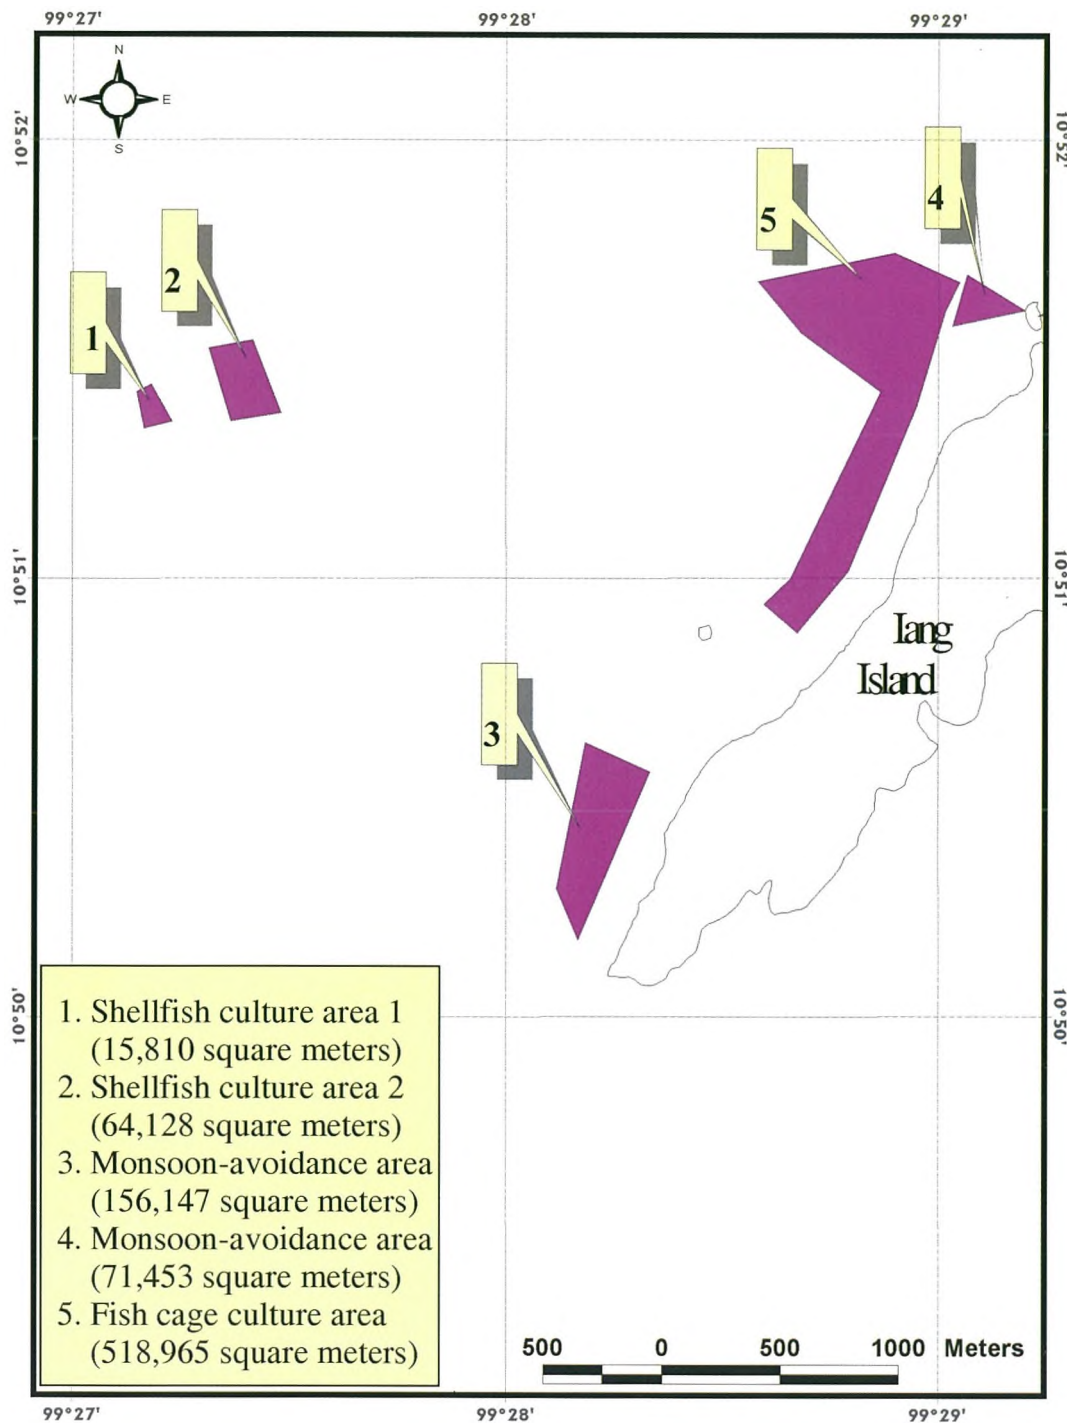 99°27' 99°28' 99°29'
N
W E
S
10°52' 10°52'
4
5
2
1
10°51' 10°51'
Iang
Island
3
10°50' 10°50'
1. Shellfish culture area 1
(15,810 square meters)
2. Shellfish culture area 2
(64,128 square meters)
3. Monsoon-avoidance area
(156,147 square meters)
4. Monsoon-avoidance area
(71,453 square meters)
5. Fish cage culture area
(518,965 square meters)
500 0 500 1000 Meters
99°27' 99°28' 99°29'